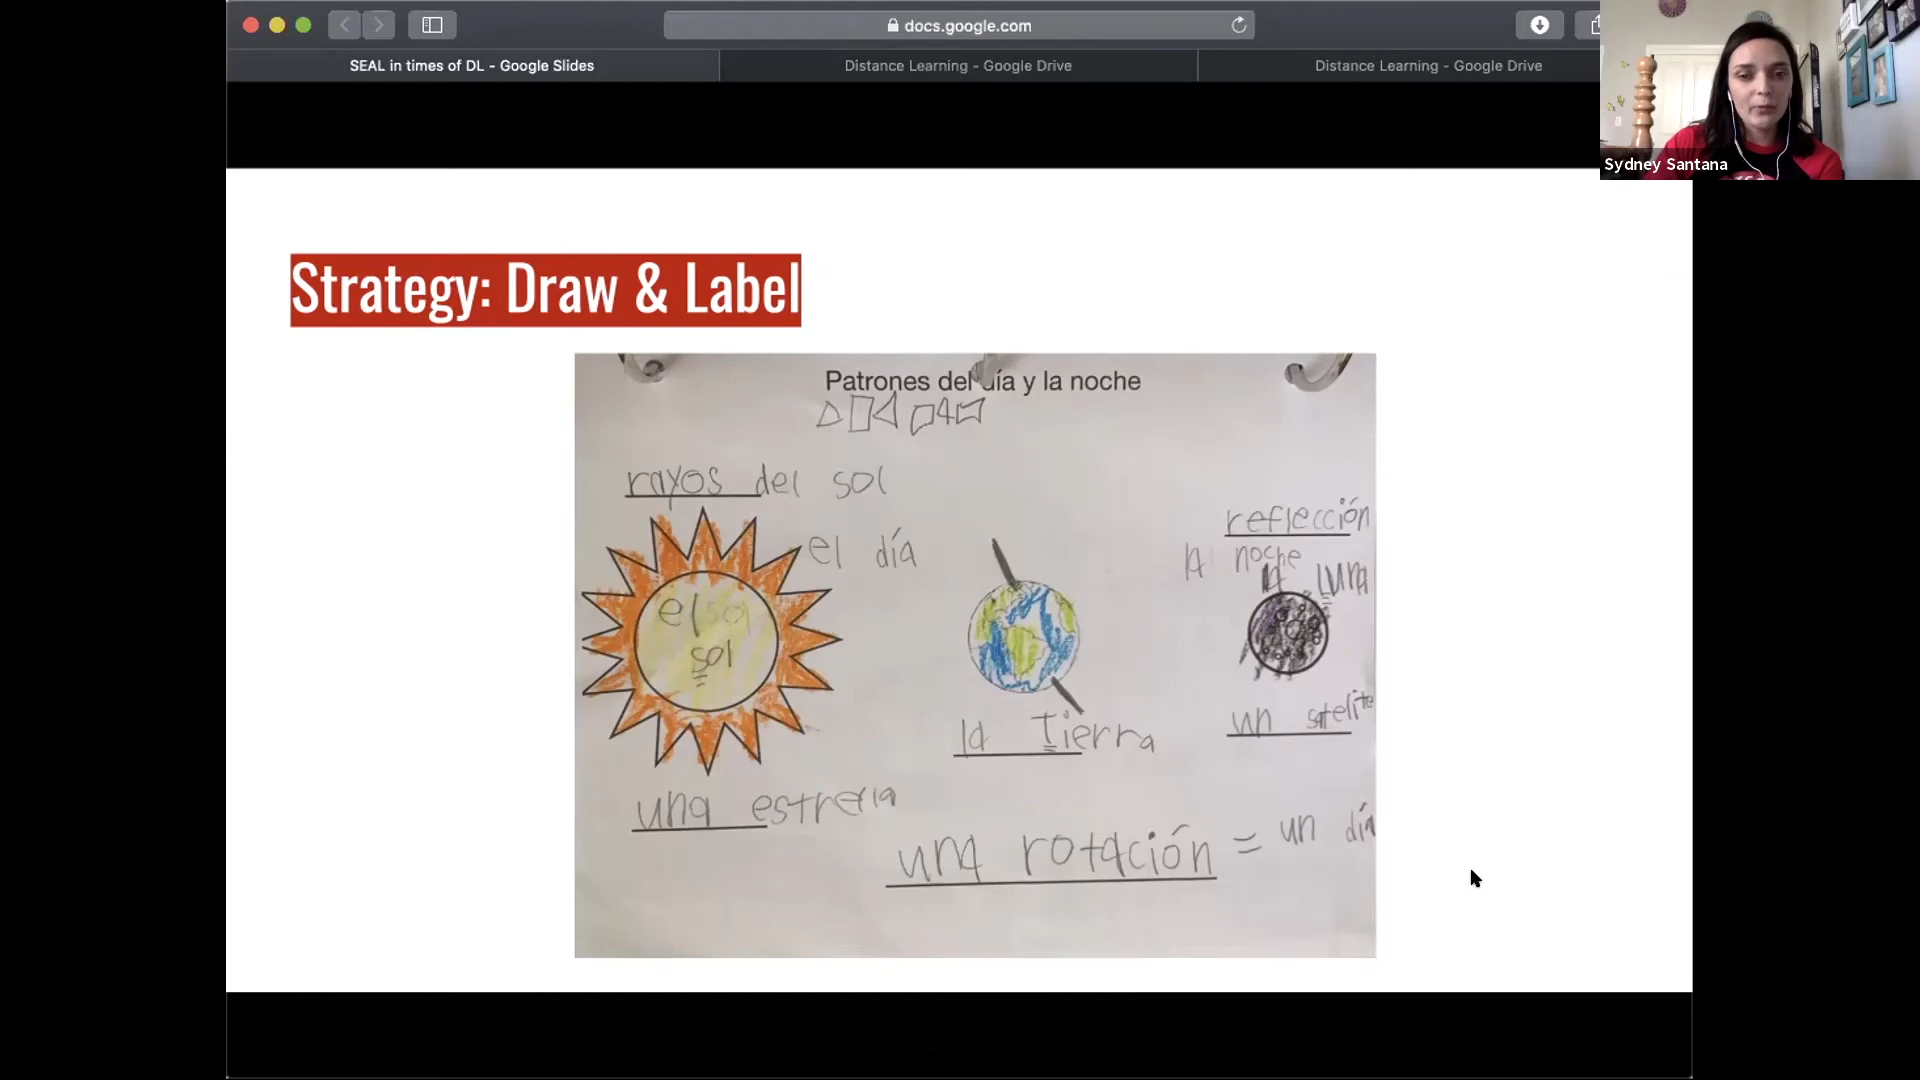 docs.google.com
SEAL in times of DL - Google Slides
Distance Learning - Google Drive
Distance Learning - Google Drive
Sydney Santana
Strategy: Draw & Label
Patrones del día y la noche
rayos del sol
el día
reflección
la noche
la Luna
el sol
sol
la Tierra
un satelite
una estrella
una rotación = un día